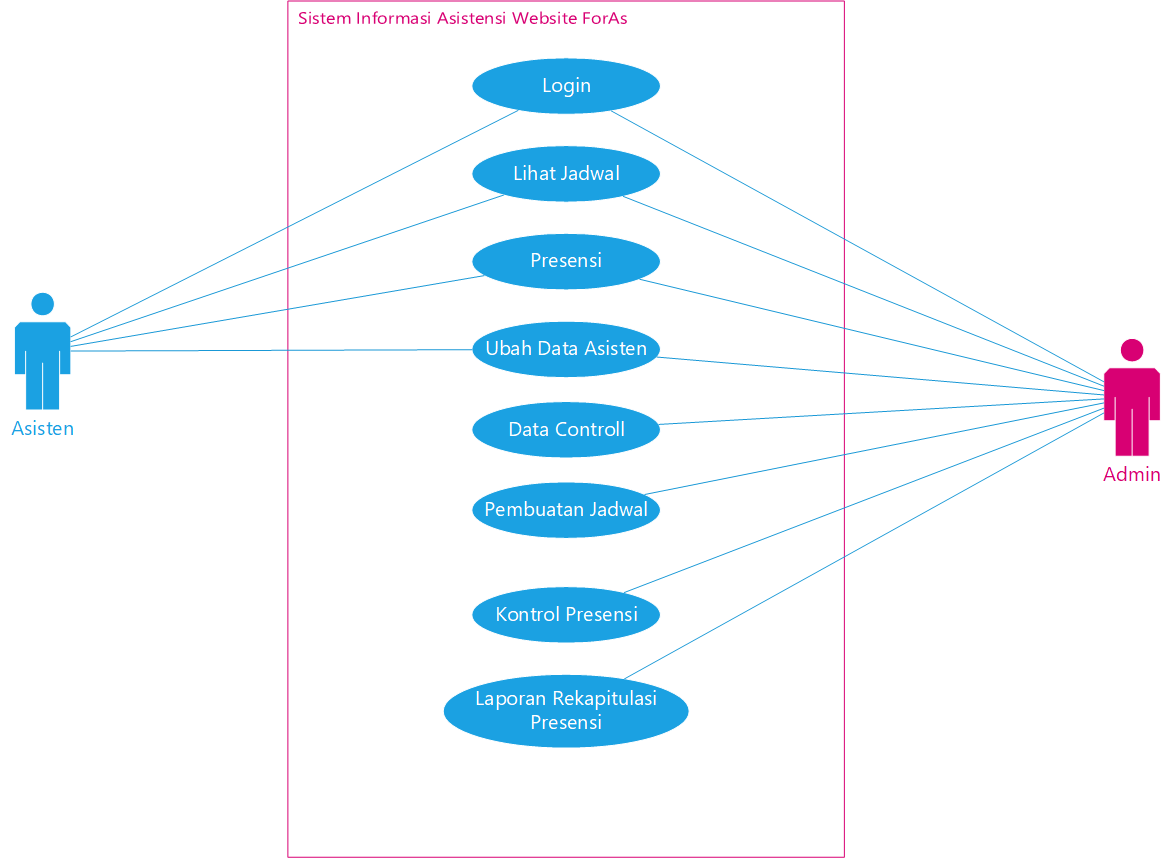 Sistem Informasi Asistensi Website ForAs
Login
Lihat Jadwal
Presensi
Ubah Data Asisten
Data Controll
Pembuatan Jadwal
Kontrol Presensi
Laporan Rekapitulasi
Presensi
Asisten
Admin